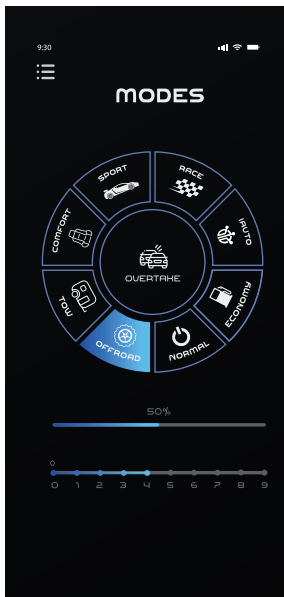 9:30
MODES
SPORT
RACE
COMFORT
iAUTO
OVERTAKE
TOW
ECONOMY
OFFROAD
NORMAL
50%
0
0 1 2 3 4 5 6 7 8 9